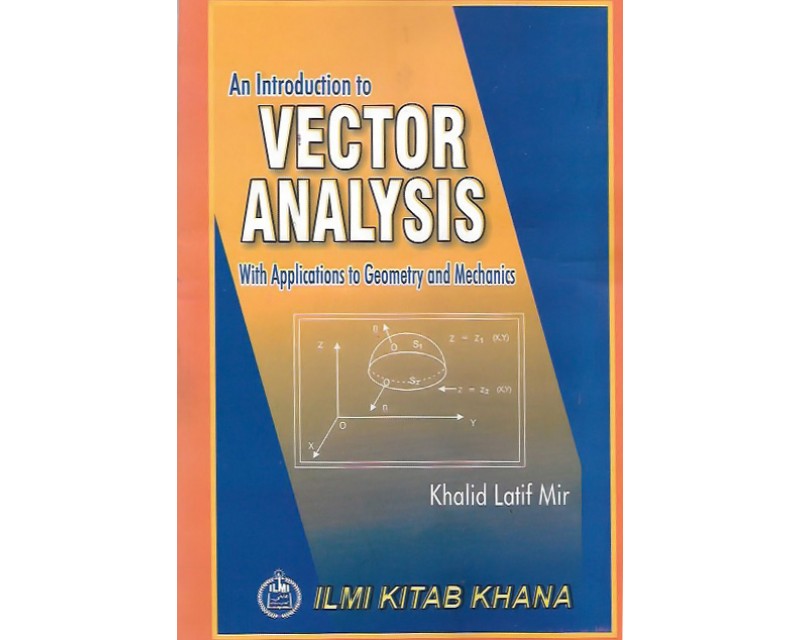 An Introduction to
VECTOR
ANALYSIS
With Applications to Geometry and Mechanics
Z
n
O
S₁
Z = Z₁ (X,Y)
S₂
O
Z = Z₂ (X,Y)
n
O
Y
X
Khalid Latif Mir
ILMI
ILMI KITAB KHANA